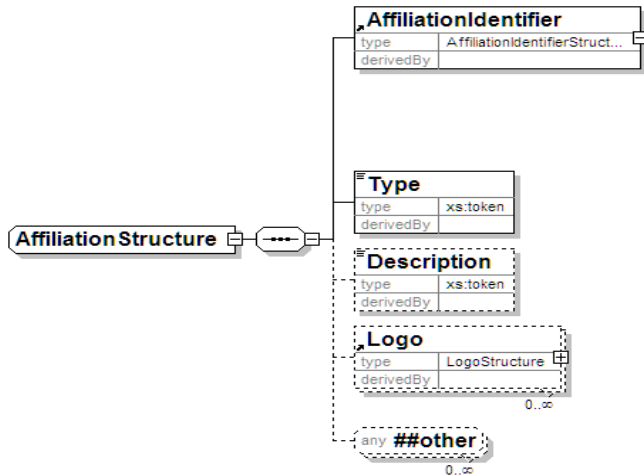 AffiliationIdentifier
type AffiliationIdentifierStruct...
derivedBy
Type
type xs:token
derivedBy
AffiliationStructure
Description
type xs:token
derivedBy
Logo
type LogoStructure
derivedBy
0..∞
any ##other
0..∞